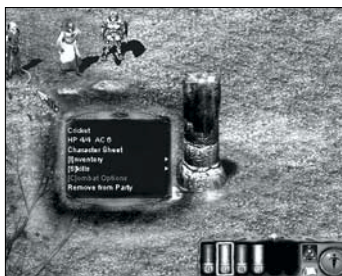 Cricket
HP 4/4 AC 6
Character Sheet
[I]nventory
[S]kills
[C]ombat Options
Remove from Party